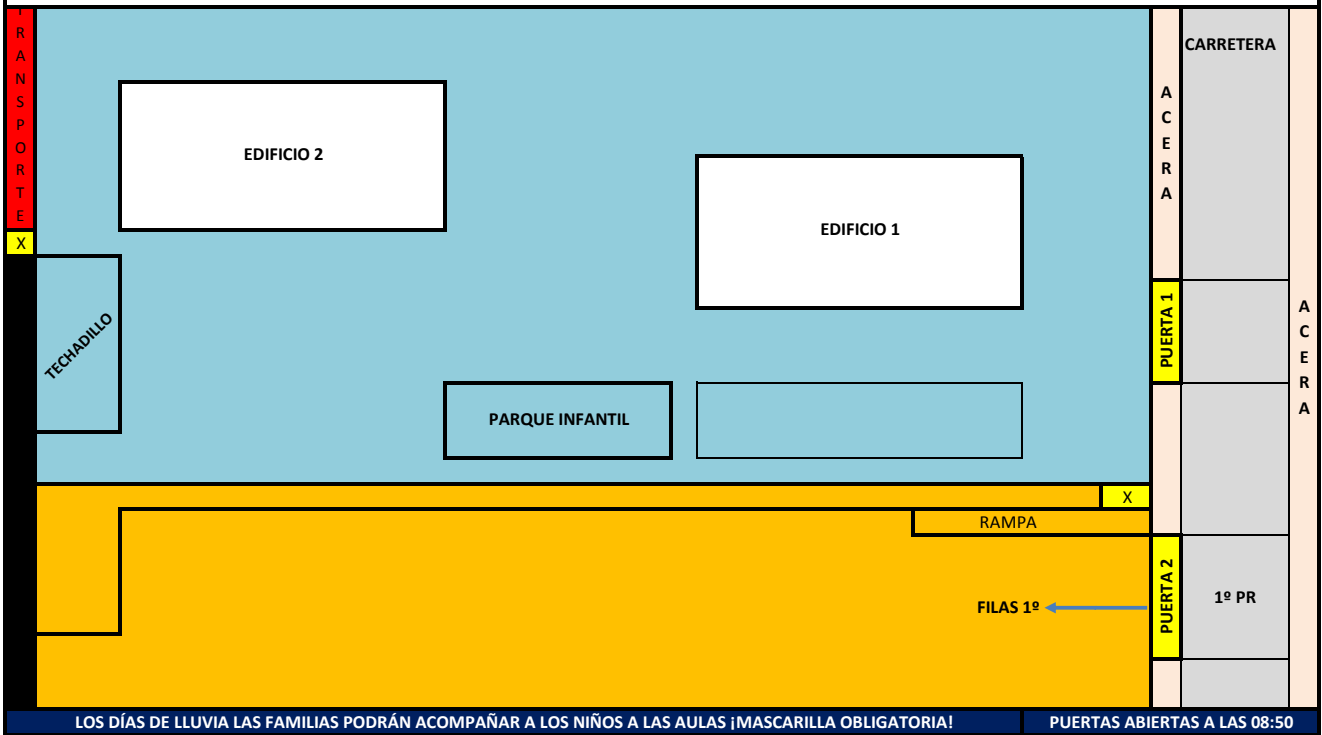 TRANSPORTE
CARRETERA
ACERA
EDIFICIO 2
EDIFICIO 1
X
TECHADILLO
PUERTA 1
ACERA
PARQUE INFANTIL
X
RAMPA
PUERTA 2
1º PR
FILAS 1º
LOS DÍAS DE LLUVIA LAS FAMILIAS PODRÁN ACOMPAÑAR A LOS NIÑOS A LAS AULAS ¡MASCARILLA OBLIGATORIA!
PUERTAS ABIERTAS A LAS 08:50